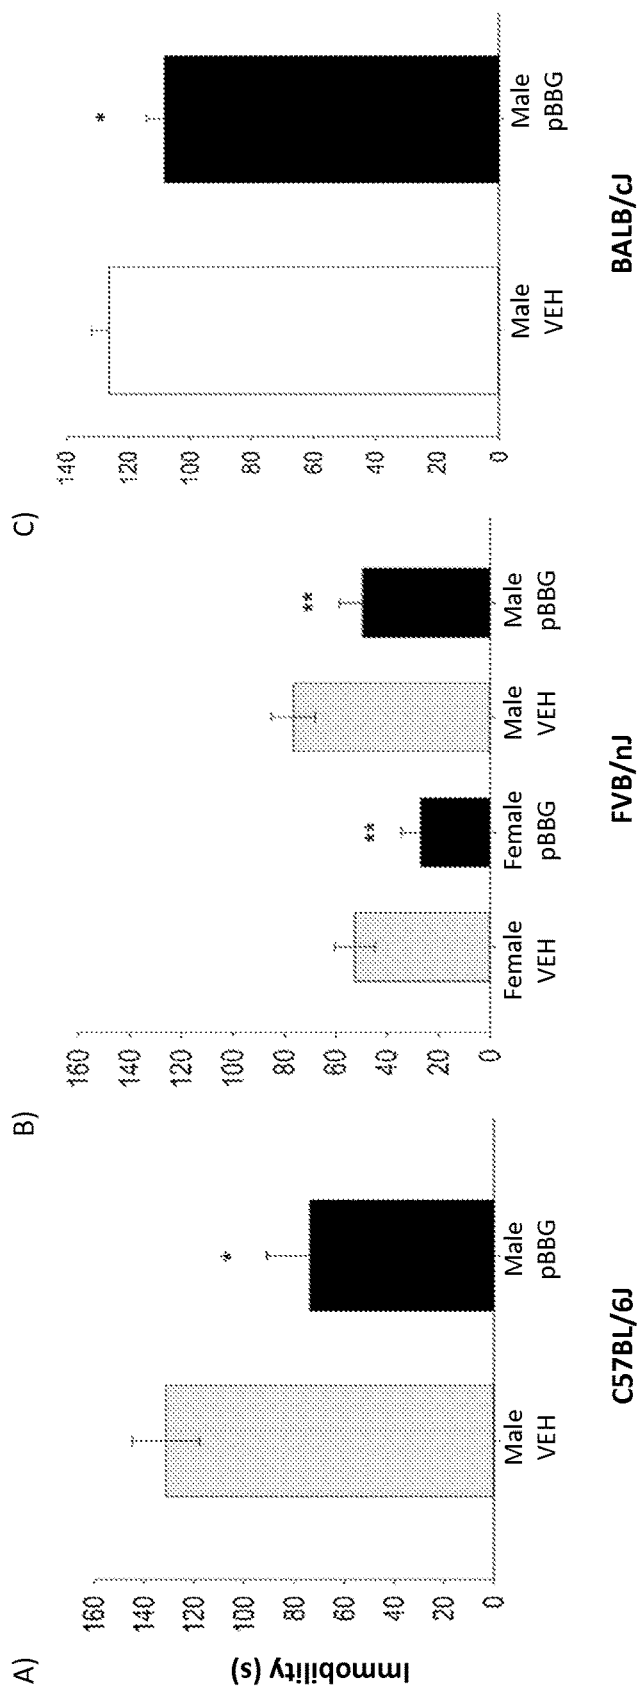 A)
Immobility (s)
160
140
120
100
80
60
40
20
0
*
Male VEH
Male pBBG
C57BL/6J
B)
160
140
120
100
80
60
40
20
0
**
**
Female VEH
Female pBBG
Male VEH
Male pBBG
FVB/nJ
C)
140
120
100
80
60
40
20
0
*
Male VEH
Male pBBG
BALB/cJ